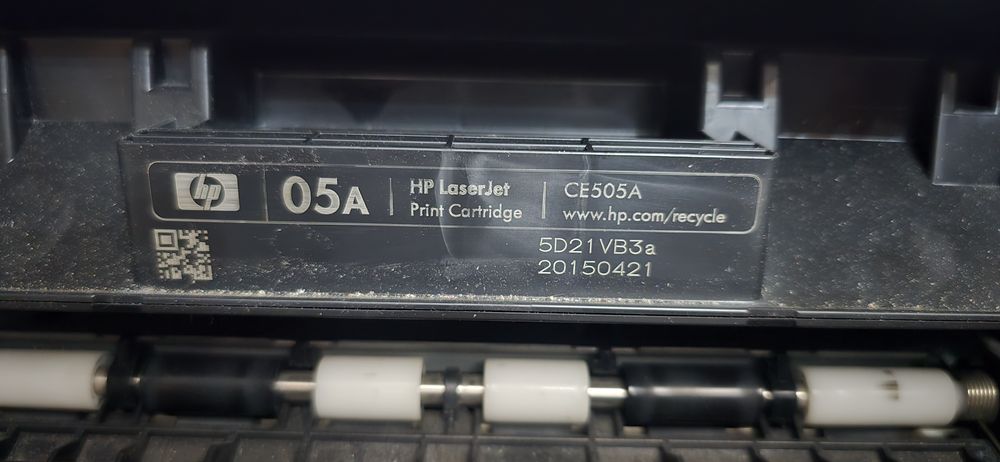 hp
05A
HP LaserJet
Print Cartridge
CE505A
www.hp.com/recycle
5D21VB3a
20150421